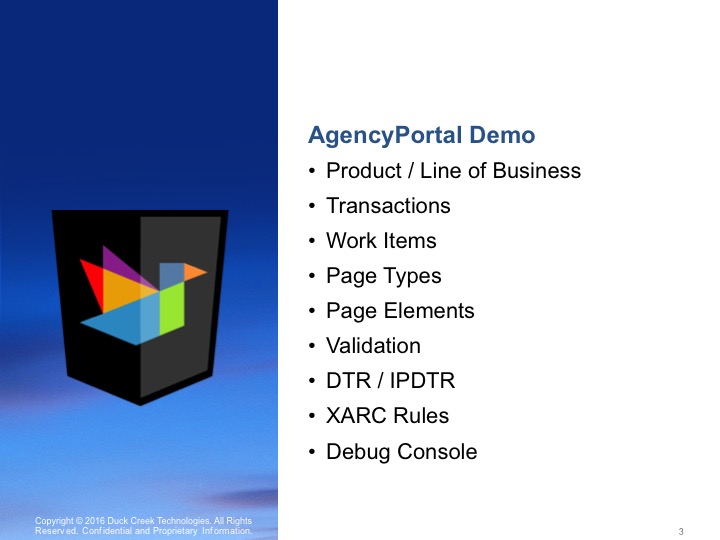 AgencyPortal Demo
• Product / Line of Business
• Transactions
• Work Items
• Page Types
• Page Elements
• Validation
• DTR / IPDTR
• XARC Rules
• Debug Console
Copyright © 2016 Duck Creek Technologies. All Rights
Reserved. Confidential and Proprietary Information.
3